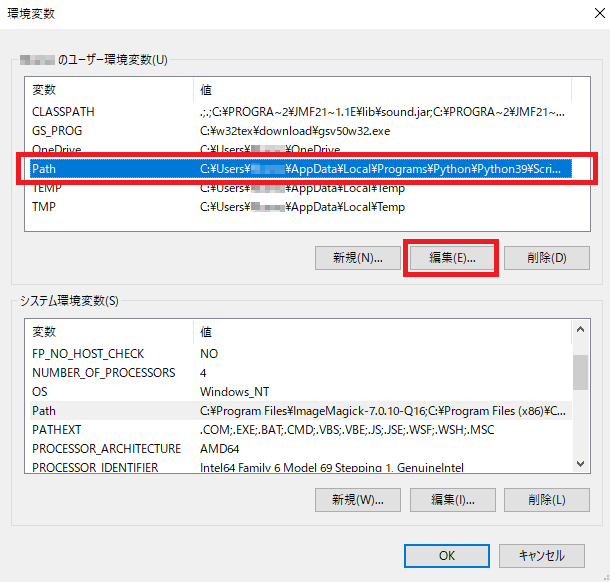 環境変数
のユーザー環境変数(U)
変数 値
CLASSPATH .;.;C:¥PROGRA~2¥JMF21~1.1E¥lib¥sound.jar;C:¥PROGRA~2¥JMF21~...
GS_PROG C:¥w32tex¥download¥gsv50w32.exe
OneDrive C:¥Users¥ ¥OneDrive
Path C:¥Users¥ ¥AppData¥Local¥Programs¥Python¥Python39¥Scri...
TEMP C:¥Users¥ ¥AppData¥Local¥Temp
TMP C:¥Users¥ ¥AppData¥Local¥Temp
新規(N)... 編集(E)... 削除(D)
システム環境変数(S)
変数 値
FP_NO_HOST_CHECK NO
NUMBER_OF_PROCESSORS 4
OS Windows_NT
Path C:¥Program Files¥ImageMagick-7.0.10-Q16;C:¥Program Files (x86)¥C...
PATHEXT .COM;.EXE;.BAT;.CMD;.VBS;.VBE;.JS;.JSE;.WSF;.WSH;.MSC
PROCESSOR_ARCHITECTURE AMD64
PROCESSOR_IDENTIFIER Intel64 Family 6 Model 69 Stepping 1, GenuineIntel
新規(W)... 編集(I)... 削除(L)
OK キャンセル